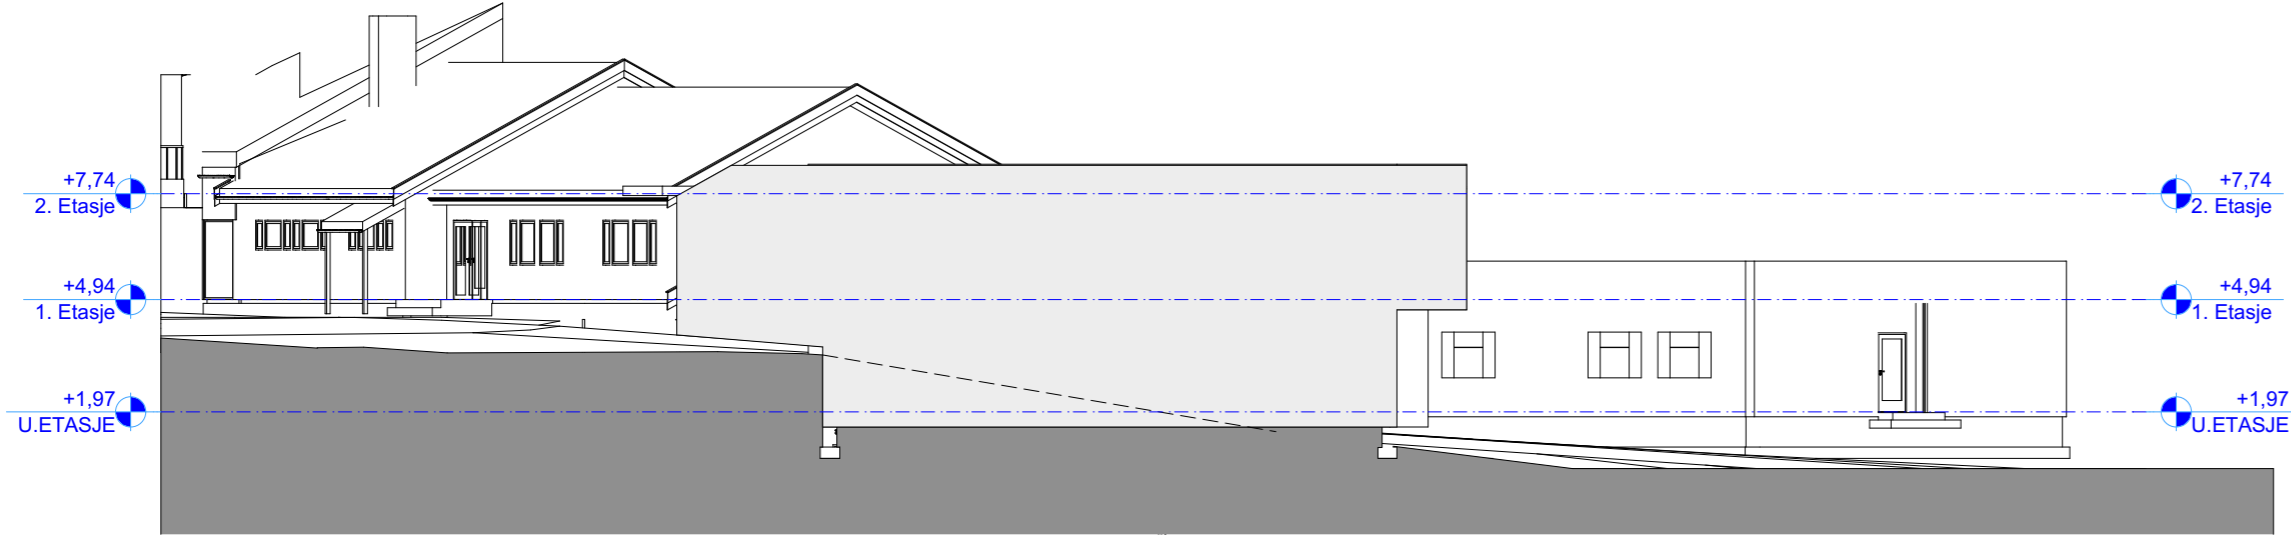 +7,74
2. Etasje
+7,74
2. Etasje
+4,94
1. Etasje
+4,94
1. Etasje
+1,97
U.ETASJE
+1,97
U.ETASJE